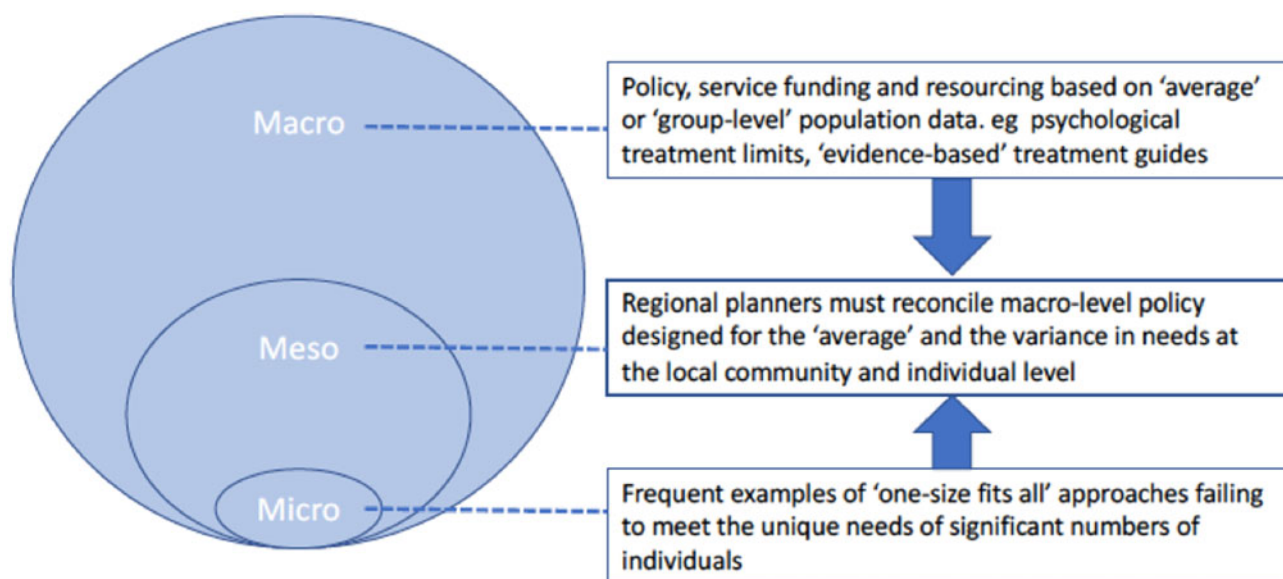 Macro
Policy, service funding and resourcing based on ‘average’
or ‘group-level’ population data. eg  psychological
treatment limits, ‘evidence-based’ treatment guides
Meso
Regional planners must reconcile macro-level policy
designed for the ‘average’ and the variance in needs at
the local community and individual level
Micro
Frequent examples of ‘one-size fits all’ approaches failing
to meet the unique needs of significant numbers of
individuals